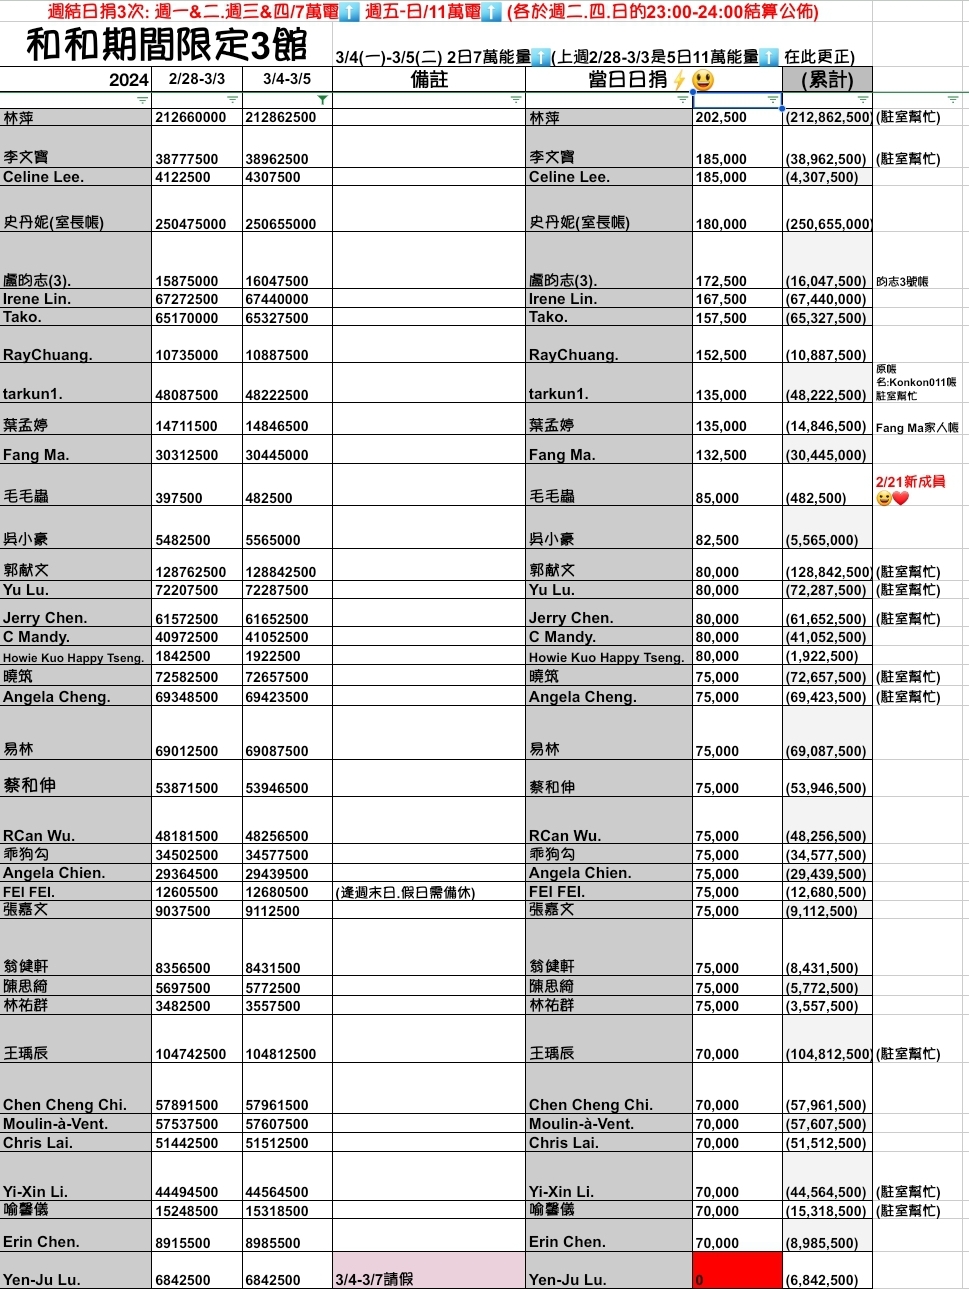 週結日捐3次: 週一&二.週三&四/7萬電⬆️ 週五-日/11萬電⬆️ (各於週二.四.日的23:00-24:00結算公佈)
和和期間限定3館 3/4(一)-3/5(二) 2日7萬能量⬆️(上週2/28-3/3是5日11萬能量⬆️ 在此更正)
2024 2/28-3/3 3/4-3/5 備註 當日日捐⚡😃 (累計)
林萍 212660000 212862500 林萍 202,500 (212,862,500) (駐室幫忙)
李文寶 38777500 38962500 李文寶 185,000 (38,962,500) (駐室幫忙)
Celine Lee. 4122500 4307500 Celine Lee. 185,000 (4,307,500)
史丹妮(室長帳) 250475000 250655000 史丹妮(室長帳) 180,000 (250,655,000)
盧昀志(3). 15875000 16047500 盧昀志(3). 172,500 (16,047,500) 昀志3號帳
Irene Lin. 67272500 67440000 Irene Lin. 167,500 (67,440,000)
Tako. 65170000 65327500 Tako. 157,500 (65,327,500)
RayChuang. 10735000 10887500 RayChuang. 152,500 (10,887,500)
原帳
名:Konkon011帳
tarkun1. 48087500 48222500 tarkun1. 135,000 (48,222,500) 駐室幫忙
葉孟婷 14711500 14846500 葉孟婷 135,000 (14,846,500) Fang Ma家人帳
Fang Ma. 30312500 30445000 Fang Ma. 132,500 (30,445,000)
2/21新成員
毛毛蟲 397500 482500 毛毛蟲 85,000 (482,500) 😀❤️
吳小豪 5482500 5565000 吳小豪 82,500 (5,565,000)
郭献文 128762500 128842500 郭献文 80,000 (128,842,500) (駐室幫忙)
Yu Lu. 72207500 72287500 Yu Lu. 80,000 (72,287,500) (駐室幫忙)
Jerry Chen. 61572500 61652500 Jerry Chen. 80,000 (61,652,500) (駐室幫忙)
C Mandy. 40972500 41052500 C Mandy. 80,000 (41,052,500)
Howie Kuo Happy Tseng. 1842500 1922500 Howie Kuo Happy Tseng. 80,000 (1,922,500)
曉筑 72582500 72657500 曉筑 75,000 (72,657,500) (駐室幫忙)
Angela Cheng. 69348500 69423500 Angela Cheng. 75,000 (69,423,500) (駐室幫忙)
易林 69012500 69087500 易林 75,000 (69,087,500)
蔡和伸 53871500 53946500 蔡和伸 75,000 (53,946,500)
RCan Wu. 48181500 48256500 RCan Wu. 75,000 (48,256,500)
乖狗勾 34502500 34577500 乖狗勾 75,000 (34,577,500)
Angela Chien. 29364500 29439500 Angela Chien. 75,000 (29,439,500)
FEI FEI. 12605500 12680500 (逢週末日.假日需備休) FEI FEI. 75,000 (12,680,500)
張嘉文 9037500 9112500 張嘉文 75,000 (9,112,500)
翁健軒 8356500 8431500 翁健軒 75,000 (8,431,500)
陳思綺 5697500 5772500 陳思綺 75,000 (5,772,500)
林祐群 3482500 3557500 林祐群 75,000 (3,557,500)
王瑀辰 104742500 104812500 王瑀辰 70,000 (104,812,500) (駐室幫忙)
Chen Cheng Chi. 57891500 57961500 Chen Cheng Chi. 70,000 (57,961,500)
Moulin-à-Vent. 57537500 57607500 Moulin-à-Vent. 70,000 (57,607,500)
Chris Lai. 51442500 51512500 Chris Lai. 70,000 (51,512,500)
Yi-Xin Li. 44494500 44564500 Yi-Xin Li. 70,000 (44,564,500) (駐室幫忙)
喻馨儀 15248500 15318500 喻馨儀 70,000 (15,318,500) (駐室幫忙)
Erin Chen. 8915500 8985500 Erin Chen. 70,000 (8,985,500)
Yen-Ju Lu. 6842500 6842500 3/4-3/7請假 Yen-Ju Lu. 0 (6,842,500)